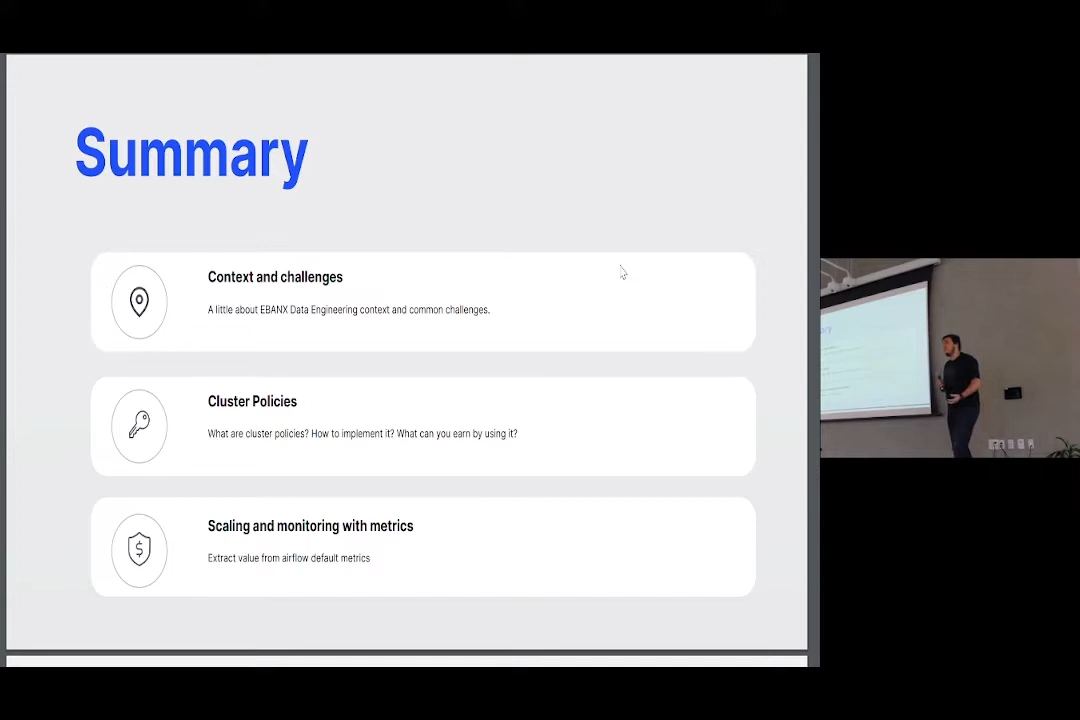 Summary
Context and challenges
A little about EBANX Data Engineering context and common challenges.
Cluster Policies
What are cluster policies? How to implement it? What can you earn by using it?
Scaling and monitoring with metrics
Extract value from airflow default metrics